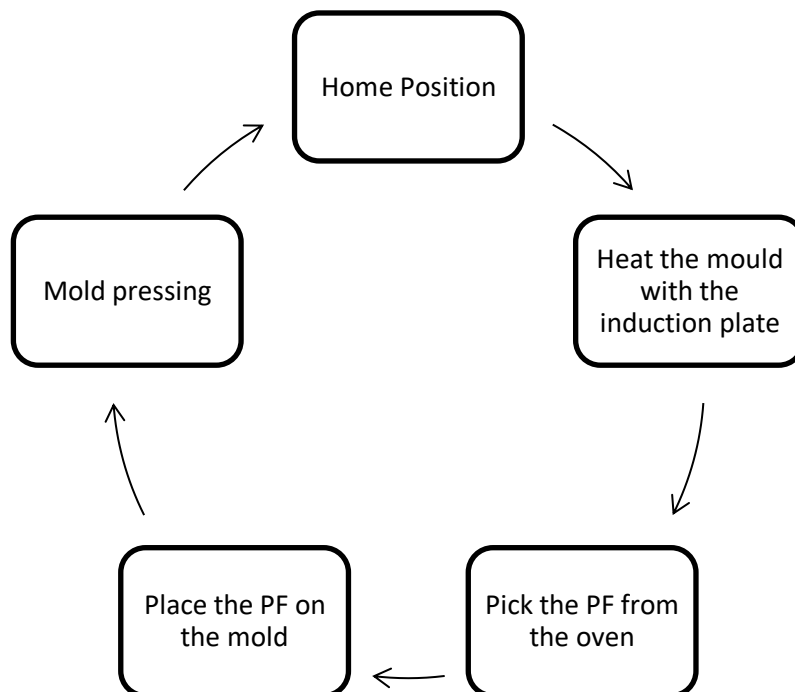 Home Position
Heat the mould
with the
induction plate
Pick the PF from
the oven
Place the PF on
the mold
Mold pressing